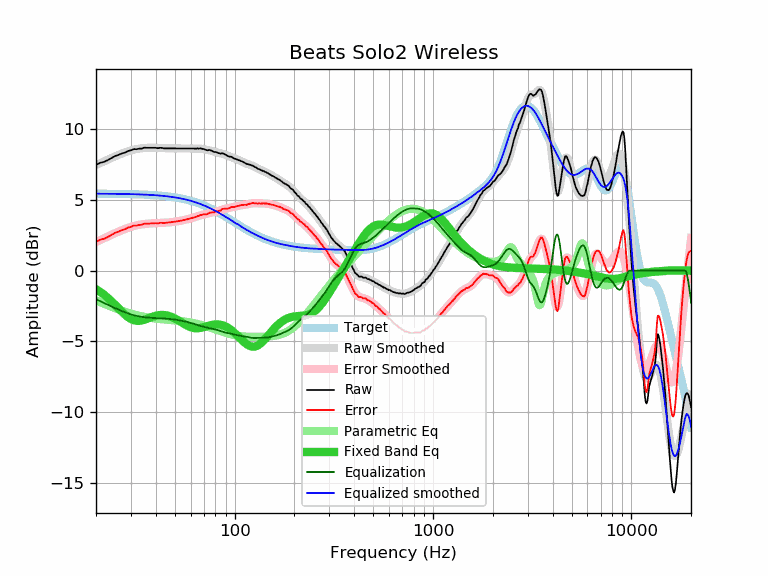 Beats Solo2 Wireless
Amplitude (dBr)
10
5
0
−5
−10
−15
Target
Raw Smoothed
Error Smoothed
Raw
Error
Parametric Eq
Fixed Band Eq
Equalization
Equalized smoothed
100 1000 10000
Frequency (Hz)